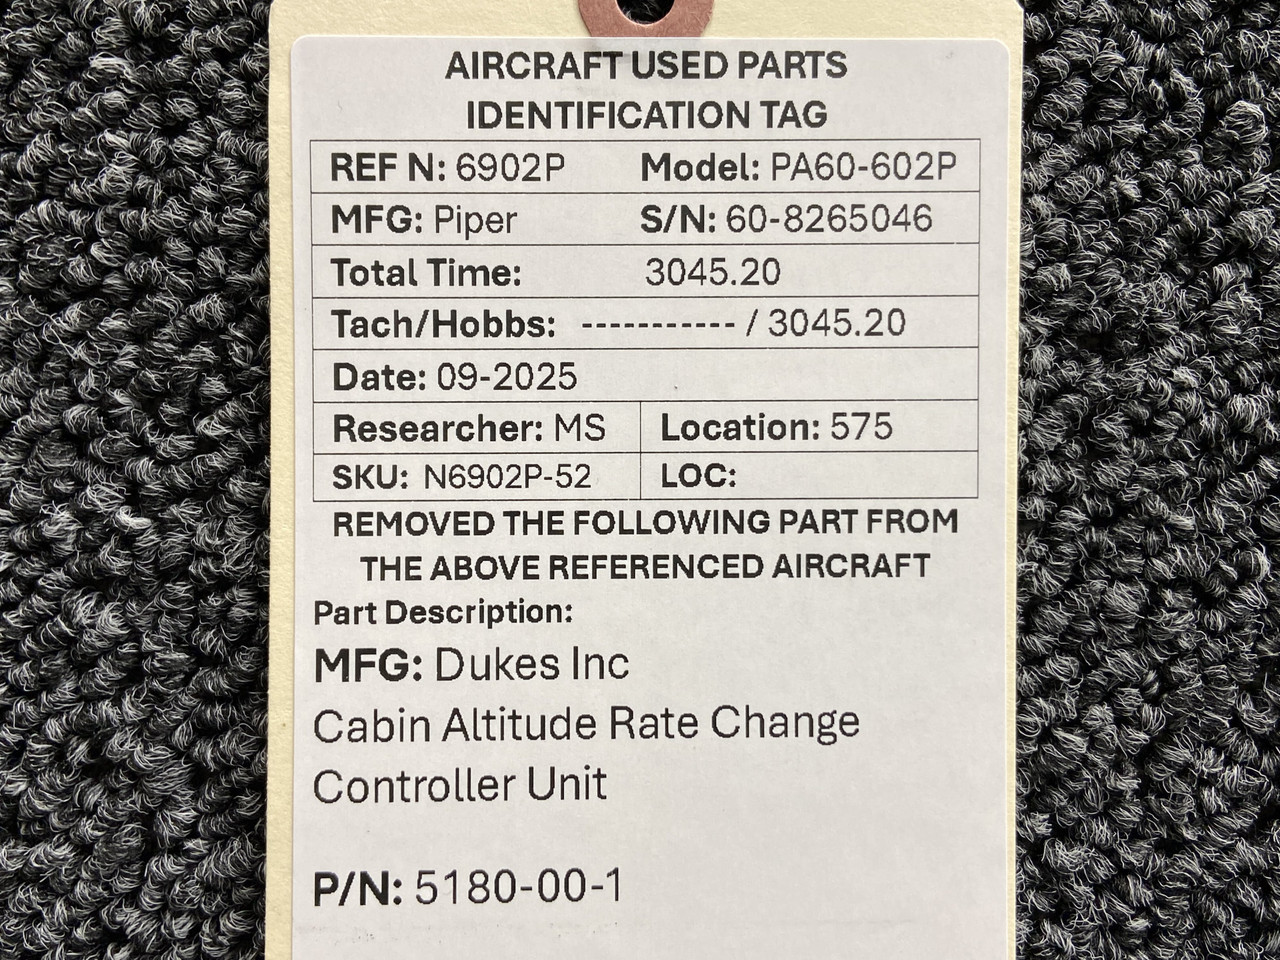 AIRCRAFT USED PARTS
IDENTIFICATION TAG
REF N: 6902P Model: PA60-602P
MFG: Piper S/N: 60-8265046
Total Time: 3045.20
Tach/Hobbs: ----------- / 3045.20
Date: 09-2025
Researcher: MS Location: 575
SKU: N6902P-52 LOC:
REMOVED THE FOLLOWING PART FROM
THE ABOVE REFERENCED AIRCRAFT
Part Description:
MFG: Dukes Inc
Cabin Altitude Rate Change
Controller Unit
P/N: 5180-00-1